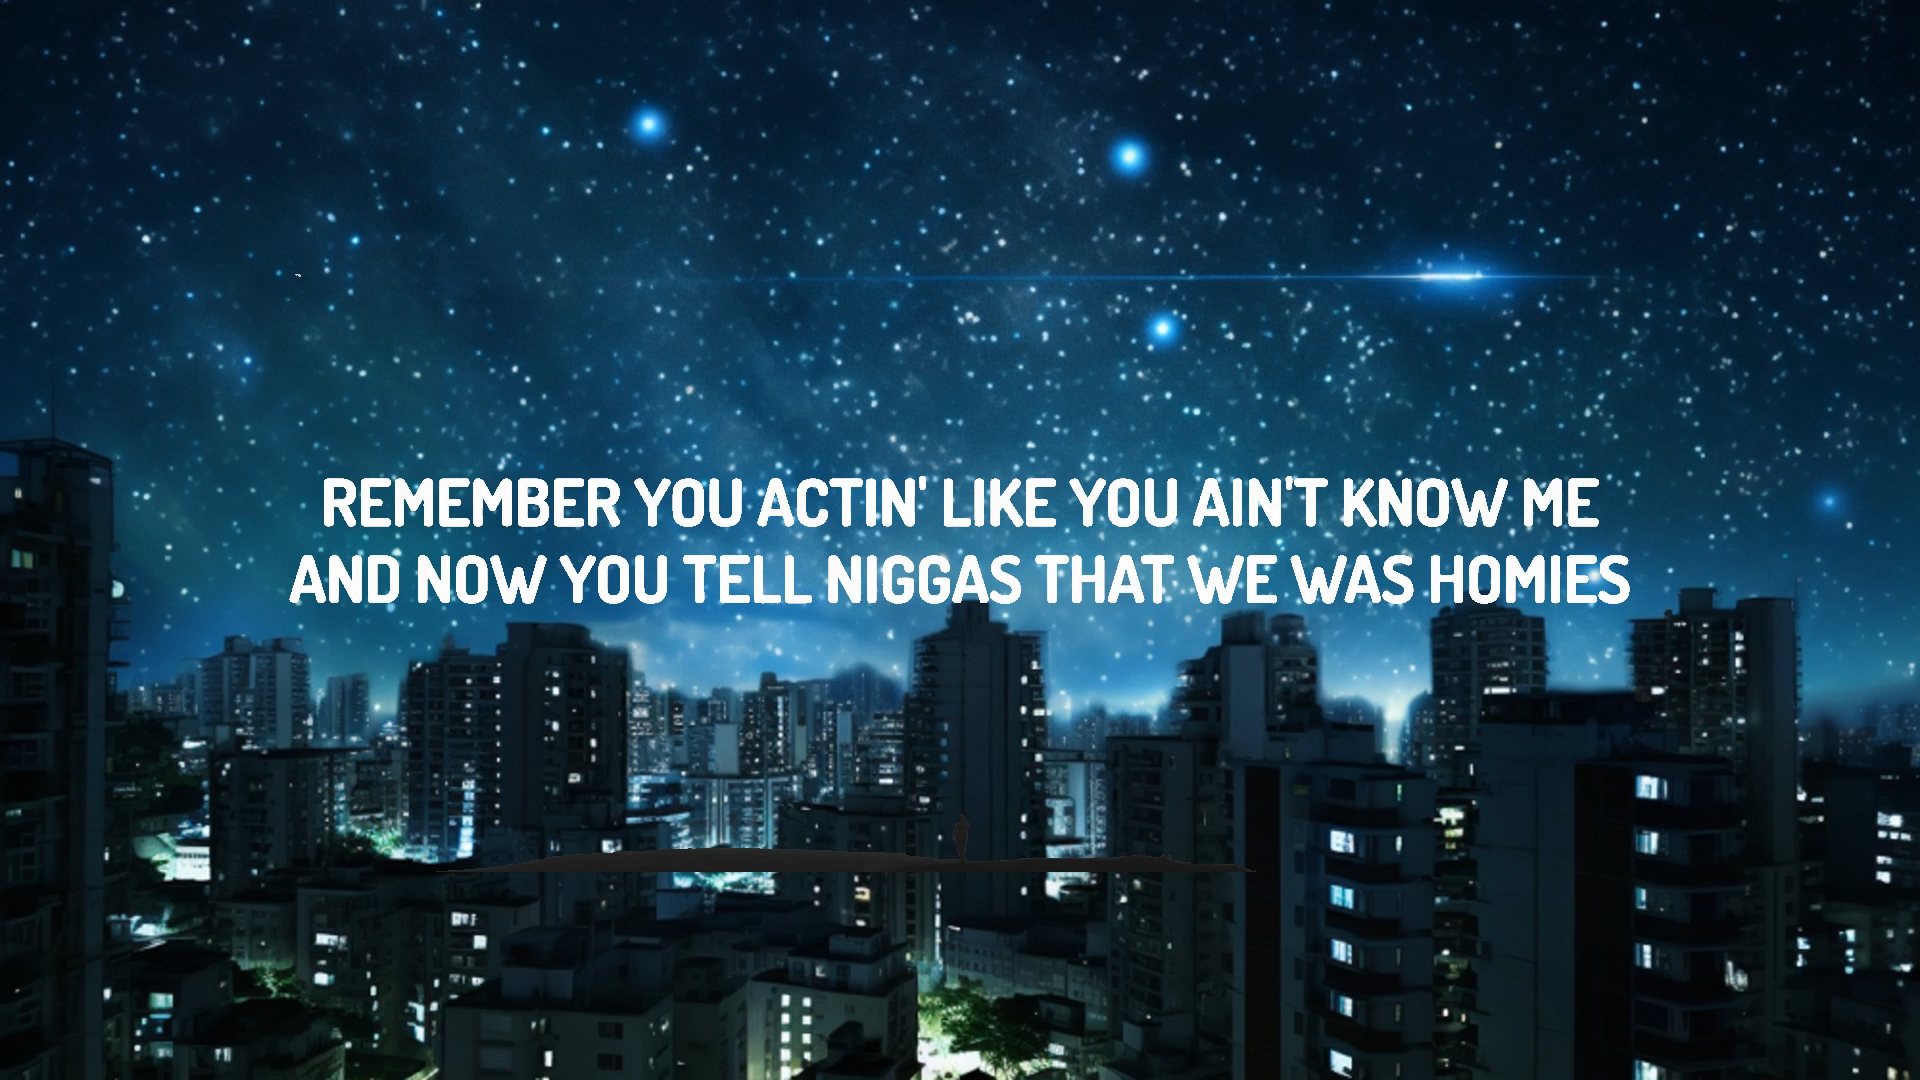 REMEMBER YOU ACTIN' LIKE YOU AIN'T KNOW ME
AND NOW YOU TELL NIGGAS THAT WE WAS HOMIES